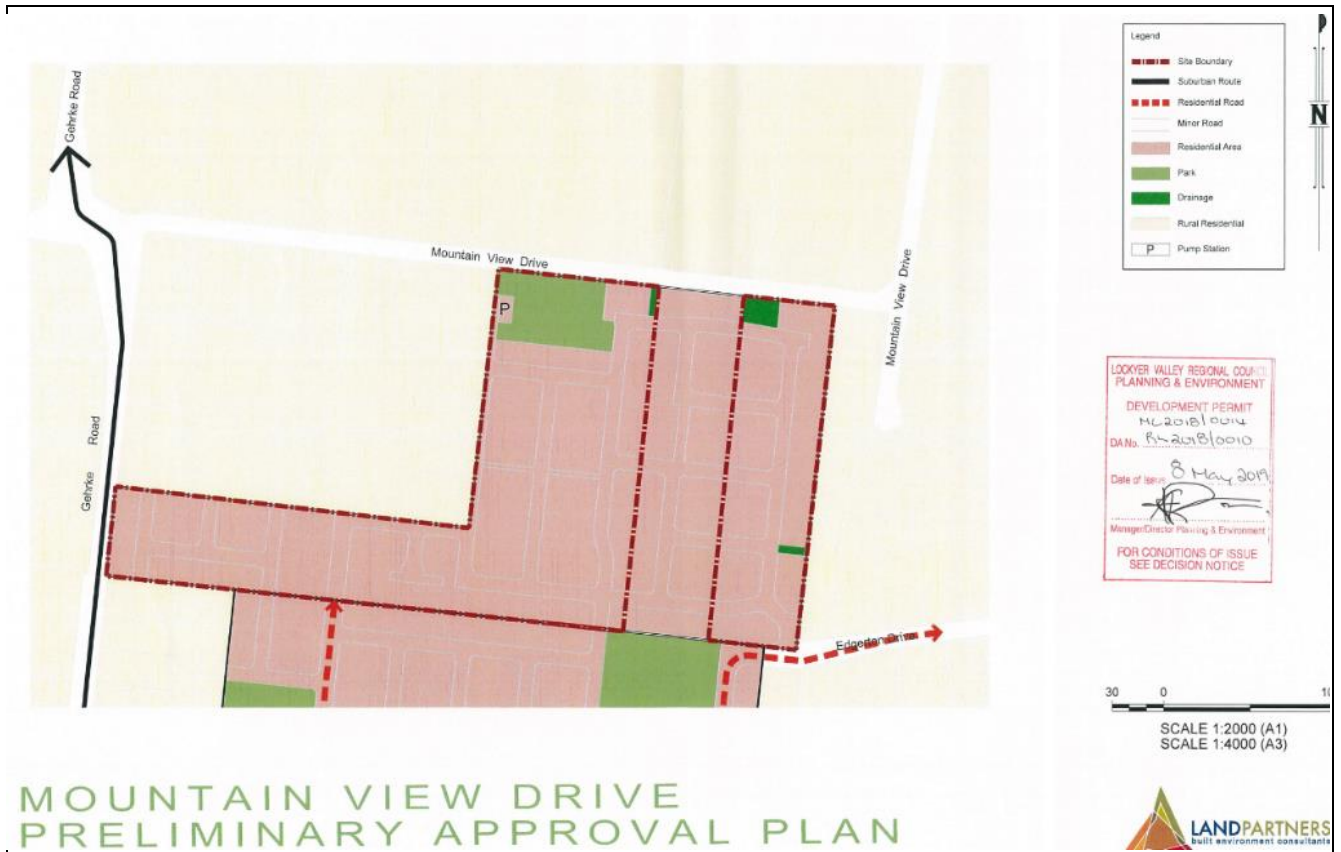 Legend
Site Boundary
Suburban Route
Residential Road
Minor Road
Residential Area
Park
Drainage
Rural Residential
P Pump Station
N
Gehrke Road
Mountain View Drive
Mountain View Drive
P
Gehrke Road
Edgerton Drive
LOCKYER VALLEY REGIONAL COUNCIL
PLANNING & ENVIRONMENT
DEVELOPMENT PERMIT
MC2018/0014
DA No. RL2018/0010
Date of Issue 8 May 2019
Manager/Director Planning & Environment
FOR CONDITIONS OF ISSUE
SEE DECISION NOTICE
30 0 10
SCALE 1:2000 (A1)
SCALE 1:4000 (A3)
MOUNTAIN VIEW DRIVE
PRELIMINARY APPROVAL PLAN
LANDPARTNERS
built environment consultants